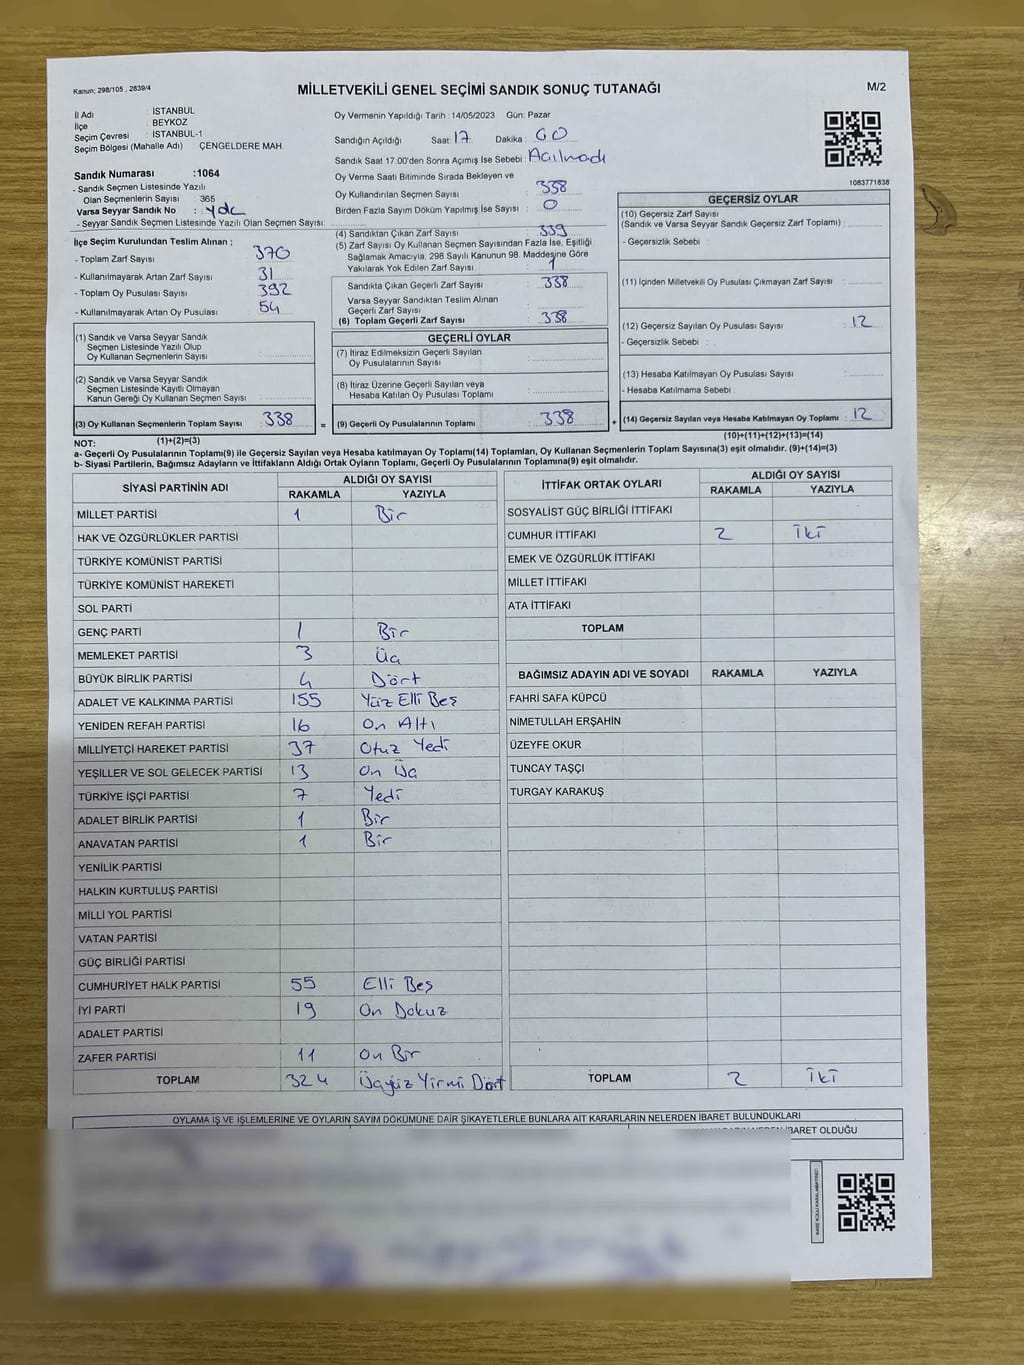 Kanun: 298/105 , 2839/4
MİLLETVEKİLİ GENEL SEÇİMİ SANDIK SONUÇ TUTANAĞI
M/2
İl Adı : İSTANBUL
İlçe : BEYKOZ
Seçim Çevresi : İSTANBUL-1
Seçim Bölgesi (Mahalle Adı) : ÇENGELDERE MAH.
Sandık Numarası :1064
- Sandık Seçmen Listesinde Yazılı
Olan Seçmenlerin Sayısı : 365
Varsa Seyyar Sandık No : yok
- Seyyar Sandık Seçmen Listesinde Yazılı Olan Seçmen Sayısı:
İlçe Seçim Kurulundan Teslim Alınan ;
- Toplam Zarf Sayısı : 370
- Kullanılmayarak Artan Zarf Sayısı : 31
- Toplam Oy Pusulası Sayısı : 392
- Kullanılmayarak Artan Oy Pusulası : 54
Oy Vermenin Yapıldığı Tarih : 14/05/2023 Gün: Pazar
Sandığın Açıldığı Saat: 17 Dakika: 00
Sandık Saat 17:00'den Sonra Açımış İse Sebebi : Açılmadı
Oy Verme Saati Bitiminde Sırada Bekleyen ve
Oy Kullandırılan Seçmen Sayısı : 338
Birden Fazla Sayım Döküm Yapılmış İse Sayısı : 0
(4) Sandıktan Çıkan Zarf Sayısı : 339
(5) Zarf Sayısı Oy Kullanan Seçmen Sayısından Fazla İse, Eşitliği
Sağlamak Amacıyla, 298 Sayılı Kanunun 98. Maddesine Göre
Yakılarak Yok Edilen Zarf Sayısı : 1
Sandıkta Çıkan Geçerli Zarf Sayısı : 338
Varsa Seyyar Sandıktan Teslim Alınan
Geçerli Zarf Sayısı :
(6) Toplam Geçerli Zarf Sayısı : 338
1083771838
GEÇERSİZ OYLAR
(10) Geçersiz Zarf Sayısı
(Sandık ve Varsa Seyyar Sandık Geçersiz Zarf Toplamı) :
- Geçersizlik Sebebi :
(11) İçinden Milletvekili Oy Pusulası Çıkmayan Zarf Sayısı :
(12) Geçersiz Sayılan Oy Pusulası Sayısı : 12
- Geçersizlik Sebebi :
(13) Hesaba Katılmayan Oy Pusulası Sayısı :
- Hesaba Katılmama Sebebi :
(14) Geçersiz Sayılan veya Hesaba Katılmayan Oy Toplamı : 12
(10)+(11)+(12)+(13)=(14)
(1) Sandık ve Varsa Seyyar Sandık
Seçmen Listesinde Yazılı Olup
Oy Kullanan Seçmenlerin Sayısı :
(2) Sandık ve Varsa Seyyar Sandık
Seçmen Listesinde Kayıtlı Olmayan
Kanun Gereği Oy Kullanan Seçmen Sayısı :
(3) Oy Kullanan Seçmenlerin Toplam Sayısı : 338 =
(1)+(2)=(3)
GEÇERLİ OYLAR
(7) İtiraz Edilmeksizin Geçerli Sayılan
Oy Pusulalarının Sayısı :
(8) İtiraz Üzerine Geçerli Sayılan veya
Hesaba Katılan Oy Pusulası Toplamı :
(9) Geçerli Oy Pusulalarının Toplamı : 338 +
NOT:
a- Geçerli Oy Pusulalarının Toplamı(9) ile Geçersiz Sayılan veya Hesaba katılmayan Oy Toplamı(14) Toplamları, Oy Kullanan Seçmenlerin Toplam Sayısına(3) eşit olmalıdır. (9)+(14)=(3)
b- Siyasi Partilerin, Bağımsız Adayların ve İttifakların Aldığı Ortak Oyların Toplamı, Geçerli Oy Pusulalarının Toplamına(9) eşit olmalıdır.
SİYASİ PARTİNİN ADI ALDIĞI OY SAYISI
RAKAMLA YAZIYLA
MİLLET PARTİSİ 1 Bir
HAK VE ÖZGÜRLÜKLER PARTİSİ
TÜRKİYE KOMÜNİST PARTİSİ
TÜRKİYE KOMÜNİST HAREKETİ
SOL PARTİ
GENÇ PARTİ 1 Bir
MEMLEKET PARTİSİ 3 Üç
BÜYÜK BİRLİK PARTİSİ 4 Dört
ADALET VE KALKINMA PARTİSİ 155 Yüz Elli Beş
YENİDEN REFAH PARTİSİ 16 On Altı
MİLLİYETÇİ HAREKET PARTİSİ 37 Otuz Yedi
YEŞİLLER VE SOL GELECEK PARTİSİ 13 On Üç
TÜRKİYE İŞÇİ PARTİSİ 7 Yedi
ADALET BİRLİK PARTİSİ 1 Bir
ANAVATAN PARTİSİ 1 Bir
YENİLİK PARTİSİ
HALKIN KURTULUŞ PARTİSİ
MİLLİ YOL PARTİSİ
VATAN PARTİSİ
GÜÇ BİRLİĞİ PARTİSİ
CUMHURİYET HALK PARTİSİ 55 Elli Beş
İYİ PARTİ 19 On Dokuz
ADALET PARTİSİ
ZAFER PARTİSİ 11 On Bir
TOPLAM 324 Üçyüz Yirmi Dört
İTTİFAK ORTAK OYLARI ALDIĞI OY SAYISI
RAKAMLA YAZIYLA
SOSYALİST GÜÇ BİRLİĞİ İTTİFAKI
CUMHUR İTTİFAKI 2 İki
EMEK VE ÖZGÜRLÜK İTTİFAKI
MİLLET İTTİFAKI
ATA İTTİFAKI
TOPLAM
BAĞIMSIZ ADAYIN ADI VE SOYADI RAKAMLA YAZIYLA
FAHRİ SAFA KÜPCÜ
NİMETULLAH ERŞAHİN
ÜZEYFE OKUR
TUNCAY TAŞÇI
TURGAY KARAKUŞ
TOPLAM 2 İki
OYLAMA İŞ VE İŞLEMLERİNE VE OYLARIN SAYIM DÖKÜMÜNE DAİR ŞİKAYETLERLE BUNLARA AİT KARARLARIN NELERDEN İBARET BULUNDUKLARI
İBARET OLDUĞU